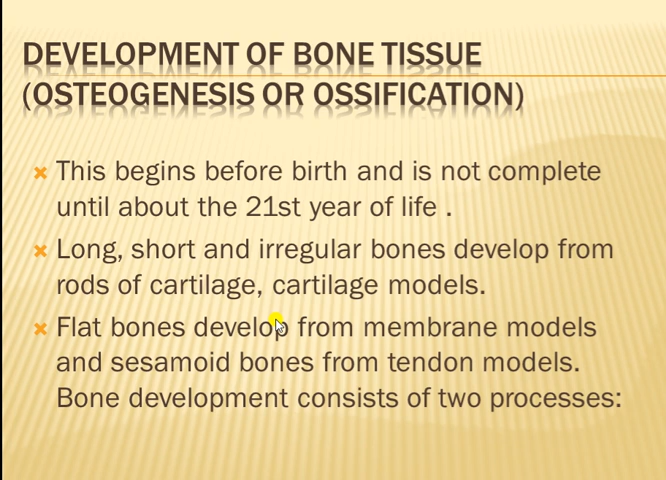 DEVELOPMENT OF BONE TISSUE
(OSTEOGENESIS OR OSSIFICATION)
This begins before birth and is not complete
until about the 21st year of life .
Long, short and irregular bones develop from
rods of cartilage, cartilage models.
Flat bones develop from membrane models
and sesamoid bones from tendon models.
Bone development consists of two processes: